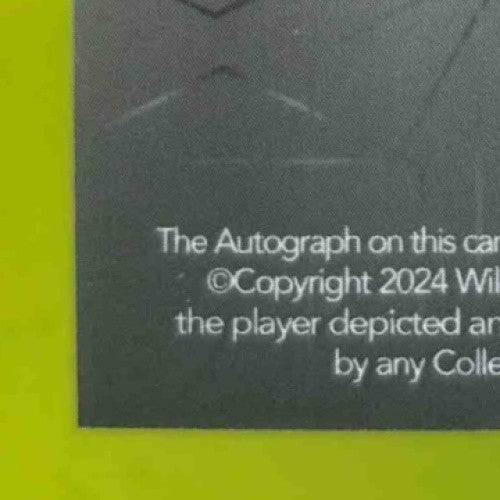 The Autograph on this
©Copyright 2024
the player depicted
by any